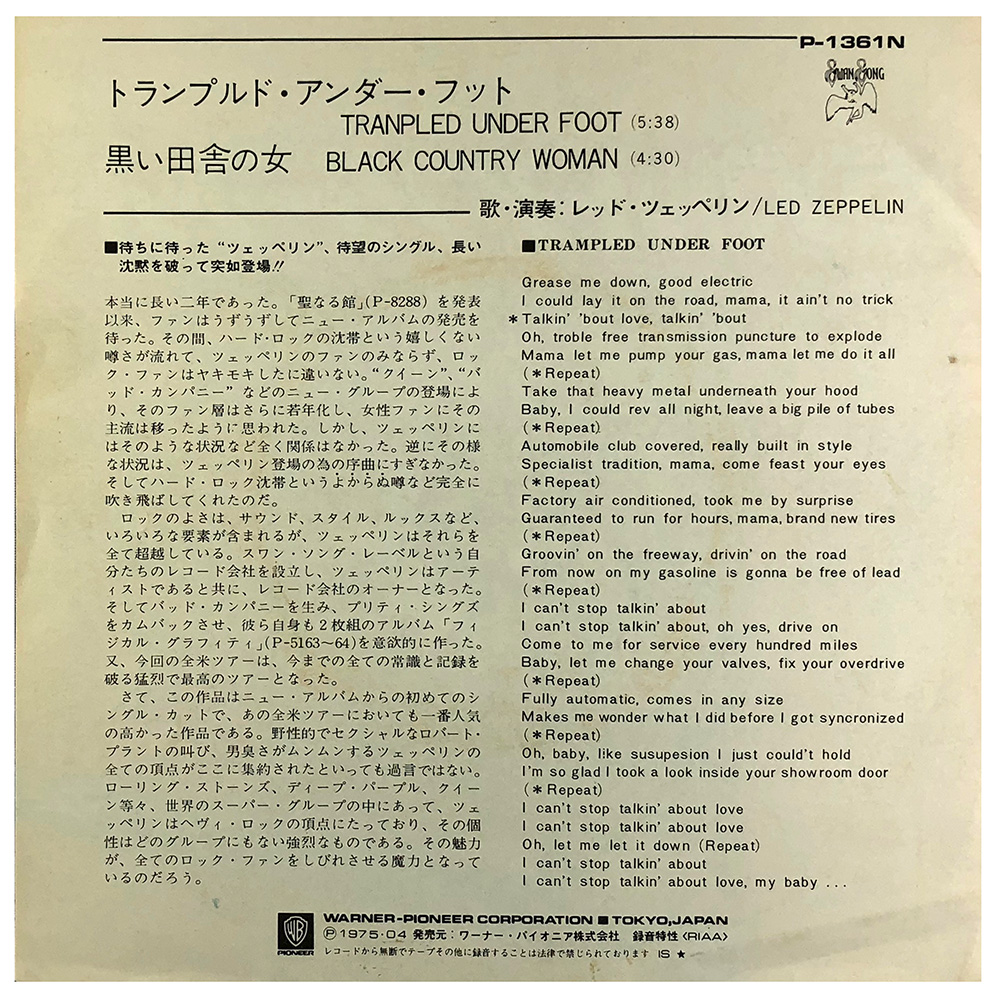 P-1361N
Swan Song
トランプルド・アンダー・フット
TRANPLED UNDER FOOT (5:38)
黒い田舎の女 BLACK COUNTRY WOMAN (4:30)
歌・演奏: レッド・ツェッペリン/LED ZEPPELIN
■待ちに待った“ツェッペリン”、待望のシングル、長い
沈黙を破って突如登場!!
本当に長い二年であった。「聖なる館」(P-8288) を発表
以来、ファンはうずうずしてニュー・アルバムの発売を
待った。その間、ハード・ロックの沈帯という嬉しくない
噂さが流れて、ツェッペリンのファンのみならず、ロッ
ク・ファンはヤキモキしたに違いない。“クイーン”、“バ
ッド・カンパニー” などのニュー・グループの登場によ
り、そのファン層はさらに若年化し、女性ファンにその
主流は移ったように思われた。しかし、ツェッペリンに
はそのような状況など全く関係はなかった。逆にその様
な状況は、ツェッペリン登場の為の序曲にすぎなかった。
そしてハード・ロック沈帯というよからぬ噂など完全に
吹き飛ばしてくれたのだ。
ロックのよさは、サウンド、スタイル、ルックスなど、
いろいろな要素が含まれるが、ツェッペリンはそれらを
全て超越している。スワン・ソング・レーベルという自
分たちのレコード会社を設立し、ツェッペリンはアーテ
ィストであると共に、レコード会社のオーナーとなった。
そしてバッド・カンパニーを生み、プリティ・シングズ
をカムバックさせ、彼ら自身も2枚組のアルバム「フィ
ジカル・グラフィティ」(P-5163〜64)を意欲的に作った。
又、今回の全米ツアーは、今までの全ての常識と記録を
破る猛烈で最高のツアーとなった。
さて、この作品はニュー・アルバムからの初めてのシ
ングル・カットで、あの全米ツアーにおいても一番人気
の高かった作品である。野性的でセクシャルなロバート・
プラントの叫び、男臭さがムンムンするツェッペリンの
全ての頂点がここに集約されたといっても過言ではない。
ローリング・ストーンズ、ディープ・パープル、クイー
ン等々、世界のスーパー・グループの中にあって、ツェ
ッペリンはヘヴィ・ロックの頂点にたっており、その個
性はどのグループにもない強烈なものである。その魅力
が、全てのロック・ファンをしびれさせる魔力となって
いるのだろう。
■TRAMPLED UNDER FOOT
Grease me down, good electric
I could lay it on the road, mama, it ain't no trick
*Talkin' 'bout love, talkin' 'bout
Oh, troble free transmission puncture to explode
Mama let me pump your gas, mama let me do it all
(*Repeat)
Take that heavy metal underneath your hood
Baby, I could rev all night, leave a big pile of tubes
(*Repeat)
Automobile club covered, really built in style
Specialist tradition, mama, come feast your eyes
(*Repeat)
Factory air conditioned, took me by surprise
Guaranteed to run for hours, mama, brand new tires
(*Repeat)
Groovin' on the freeway, drivin' on the road
From now on my gasoline is gonna be free of lead
(*Repeat)
I can't stop talkin' about
I can't stop talkin' about, oh yes, drive on
Come to me for service every hundred miles
Baby, let me change your valves, fix your overdrive
(*Repeat)
Fully automatic, comes in any size
Makes me wonder what I did before I got syncronized
(*Repeat)
Oh, baby, like susupesion I just could't hold
I'm so glad I took a look inside your showroom door
(*Repeat)
I can't stop talkin' about love
I can't stop talkin' about love
Oh, let me let it down (Repeat)
I can't stop talkin' about
I can't stop talkin' about love, my baby ...
WB PIONEER
WARNER-PIONEER CORPORATION ■ TOKYO, JAPAN
Ⓟ1975·04 発売元: ワーナー・パイオニア株式会社 録音特性〈RIAA〉
レコードから無断でテープその他に録音することは法律で禁じられております IS ★